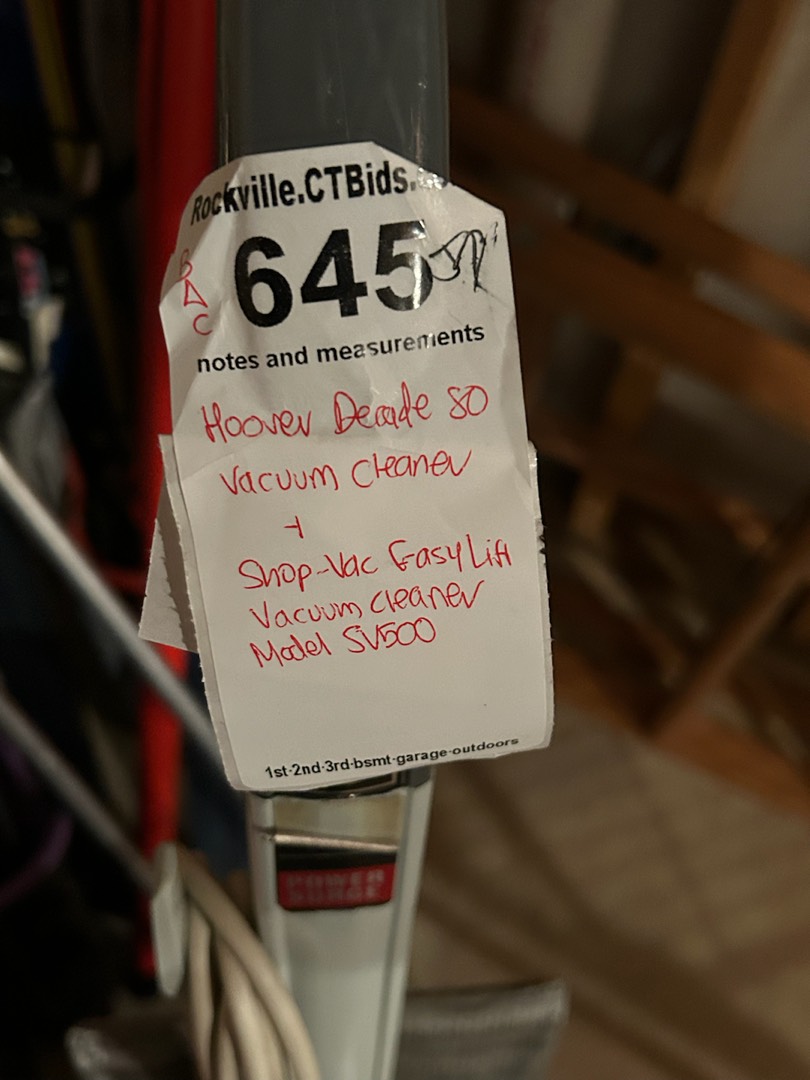 Rockville.CTBids.
B
A
C
645
notes and measurements
Hoover Decade 80
Vacuum Cleaner
+
Shop-Vac Easy Lift
Vacuum Cleaner
Model SV500
1st-2nd-3rd-bsmt-garage-outdoors
POWER
SURGE